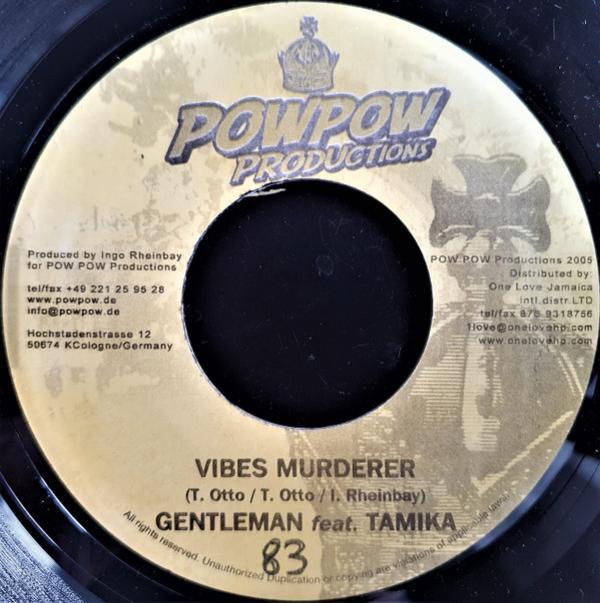 POWPOW
PRODUCTIONS
Produced by Ingo Rheinbay
for POW POW Productions
tel/fax +49 221 25 95 28
www.powpow.de
info@powpow.de
Hochstadenstrasse 12
50674 KCologne/Germany
POW POW Productions 2005
Distributed by:
One Love Jamaica
intl.distr.LTD
tel/fax 876 9318756
1love@onelovehp.com
www.onelovehp.com
VIBES MURDERER
(T. Otto / T. Otto / I. Rheinbay)
GENTLEMAN feat. TAMIKA
83
All rights reserved. Unauthorized Duplication or copying are violations of applicable laws.